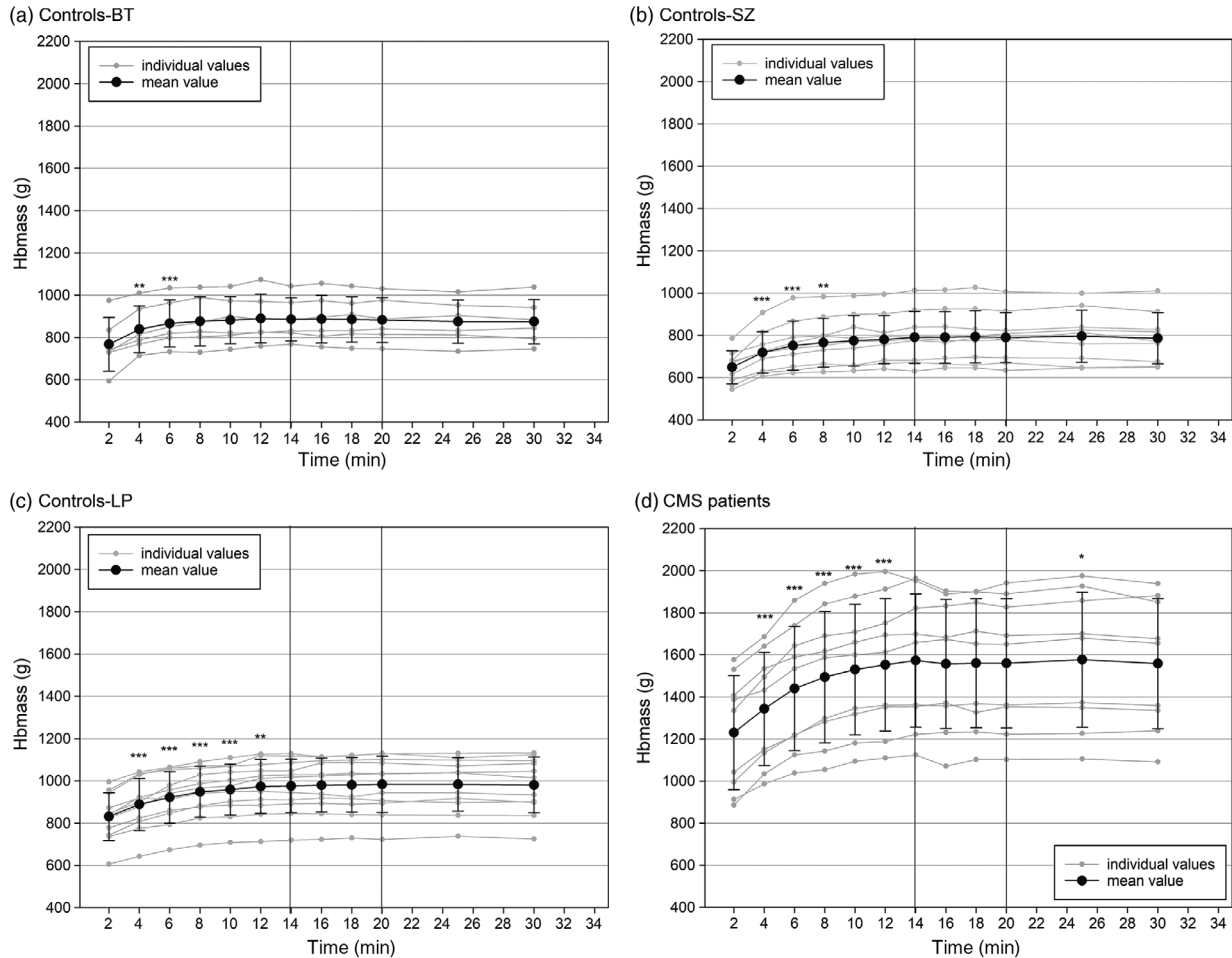 (a) Controls-BT
2200
2000
1800
1600
1400
1200
1000
800
600
400
Hbmass (g)
individual values
mean value
** ***
2 4 6 8 10 12 14 16 18 20 22 24 26 28 30 32 34
Time (min)
(b) Controls-SZ
2200
2000
1800
1600
1400
1200
1000
800
600
400
Hbmass (g)
individual values
mean value
*** *** **
2 4 6 8 10 12 14 16 18 20 22 24 26 28 30 32 34
Time (min)
(c) Controls-LP
2200
2000
1800
1600
1400
1200
1000
800
600
400
Hbmass (g)
individual values
mean value
*** *** *** *** **
2 4 6 8 10 12 14 16 18 20 22 24 26 28 30 32 34
Time (min)
(d) CMS patients
2200
2000
1800
1600
1400
1200
1000
800
600
400
Hbmass (g)
*** *** *** *** *** *
individual values
mean value
2 4 6 8 10 12 14 16 18 20 22 24 26 28 30 32 34
Time (min)